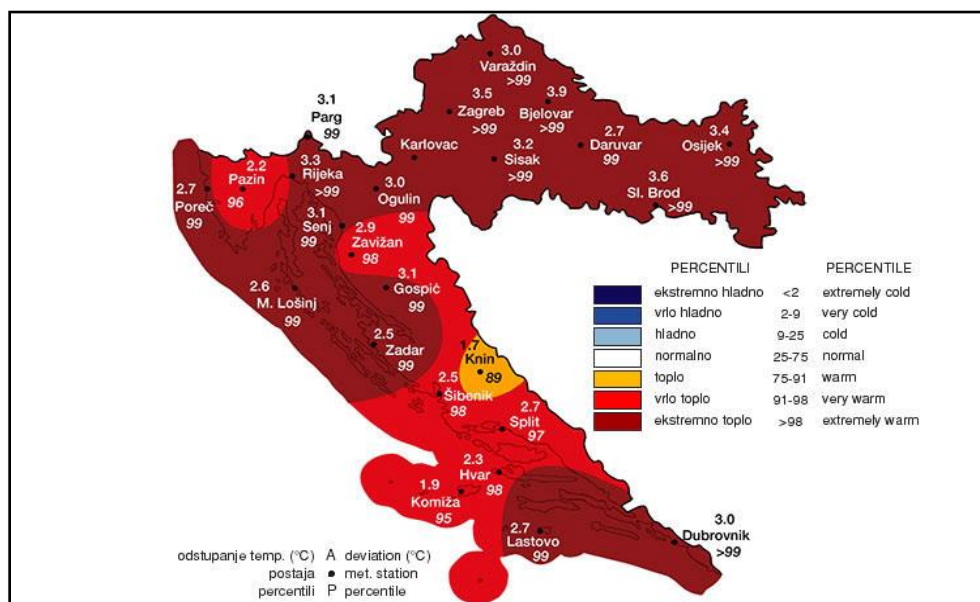 3.0
Varaždin
>99
3.5
Zagreb
>99
3.9
Bjelovar
>99
3.1
Parg
99
Karlovac
3.2
Sisak
>99
2.7
Daruvar
99
3.4
Osijek
>99
2.2
Pazin
96
3.3
Rijeka
>99
2.7
Poreč
99
3.0
Ogulin
99
3.6
Sl. Brod
>99
3.1
Senj
99
2.9
Zavižan
98
3.1
Gospić
99
2.6
M. Lošinj
99
2.5
Zadar
99
1.7
Knin
89
2.5
Šibenik
98
2.7
Split
97
2.3
Hvar
98
1.9
Komiža
95
2.7
Lastovo
99
3.0
Dubrovnik
>99
PERCENTILI PERCENTILE
ekstremno hladno <2 extremely cold
vrlo hladno 2-9 very cold
hladno 9-25 cold
normalno 25-75 normal
toplo 75-91 warm
vrlo toplo 91-98 very warm
ekstremno toplo >98 extremely warm
odstupanje temp. (°C) A deviation (°C)
postaja met. station
percentili P percentile